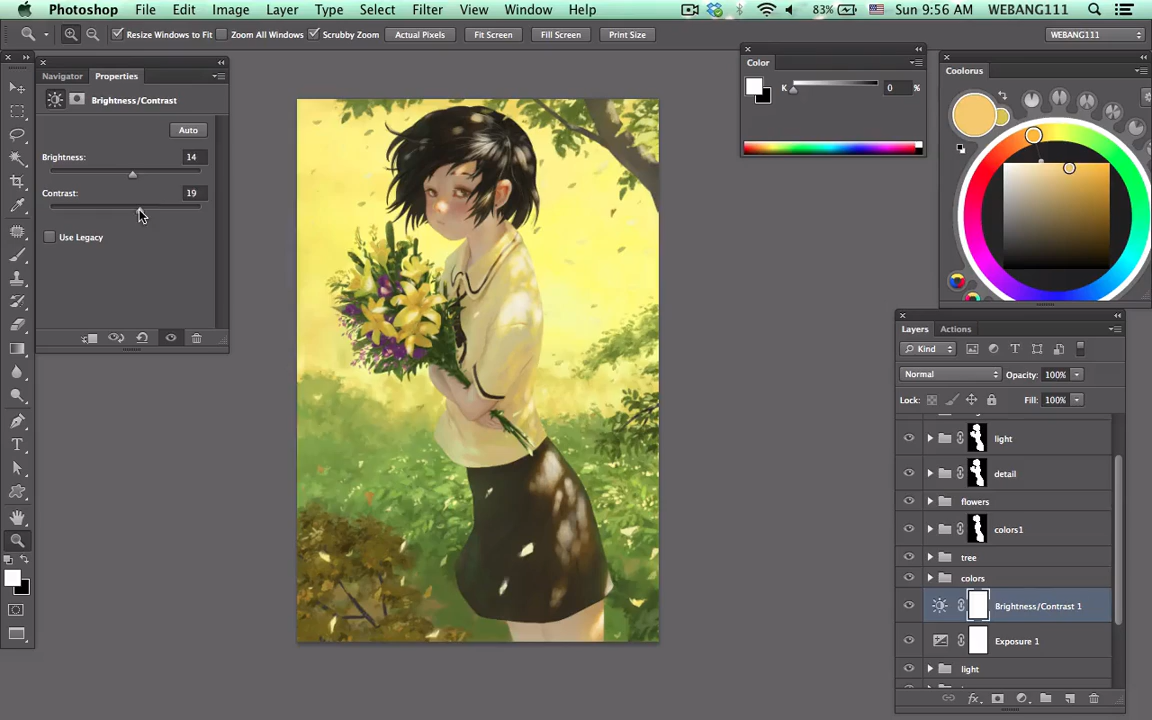 Photoshop File Edit Image Layer Type Select Filter View Window Help 83% Sun 9:56 AM WEBANG111
Resize Windows to Fit Zoom All Windows Scrubby Zoom Actual Pixels Fit Screen Fill Screen Print Size WEBANG111
Navigator Properties
Brightness/Contrast
Auto
Brightness: 14
Contrast: 19
Use Legacy
Color
K 0 %
Coolorus
Layers Actions
Kind
Normal Opacity: 100%
Lock: Fill: 100%
light
detail
flowers
colors1
tree
colors
Brightness/Contrast 1
Exposure 1
light
fx